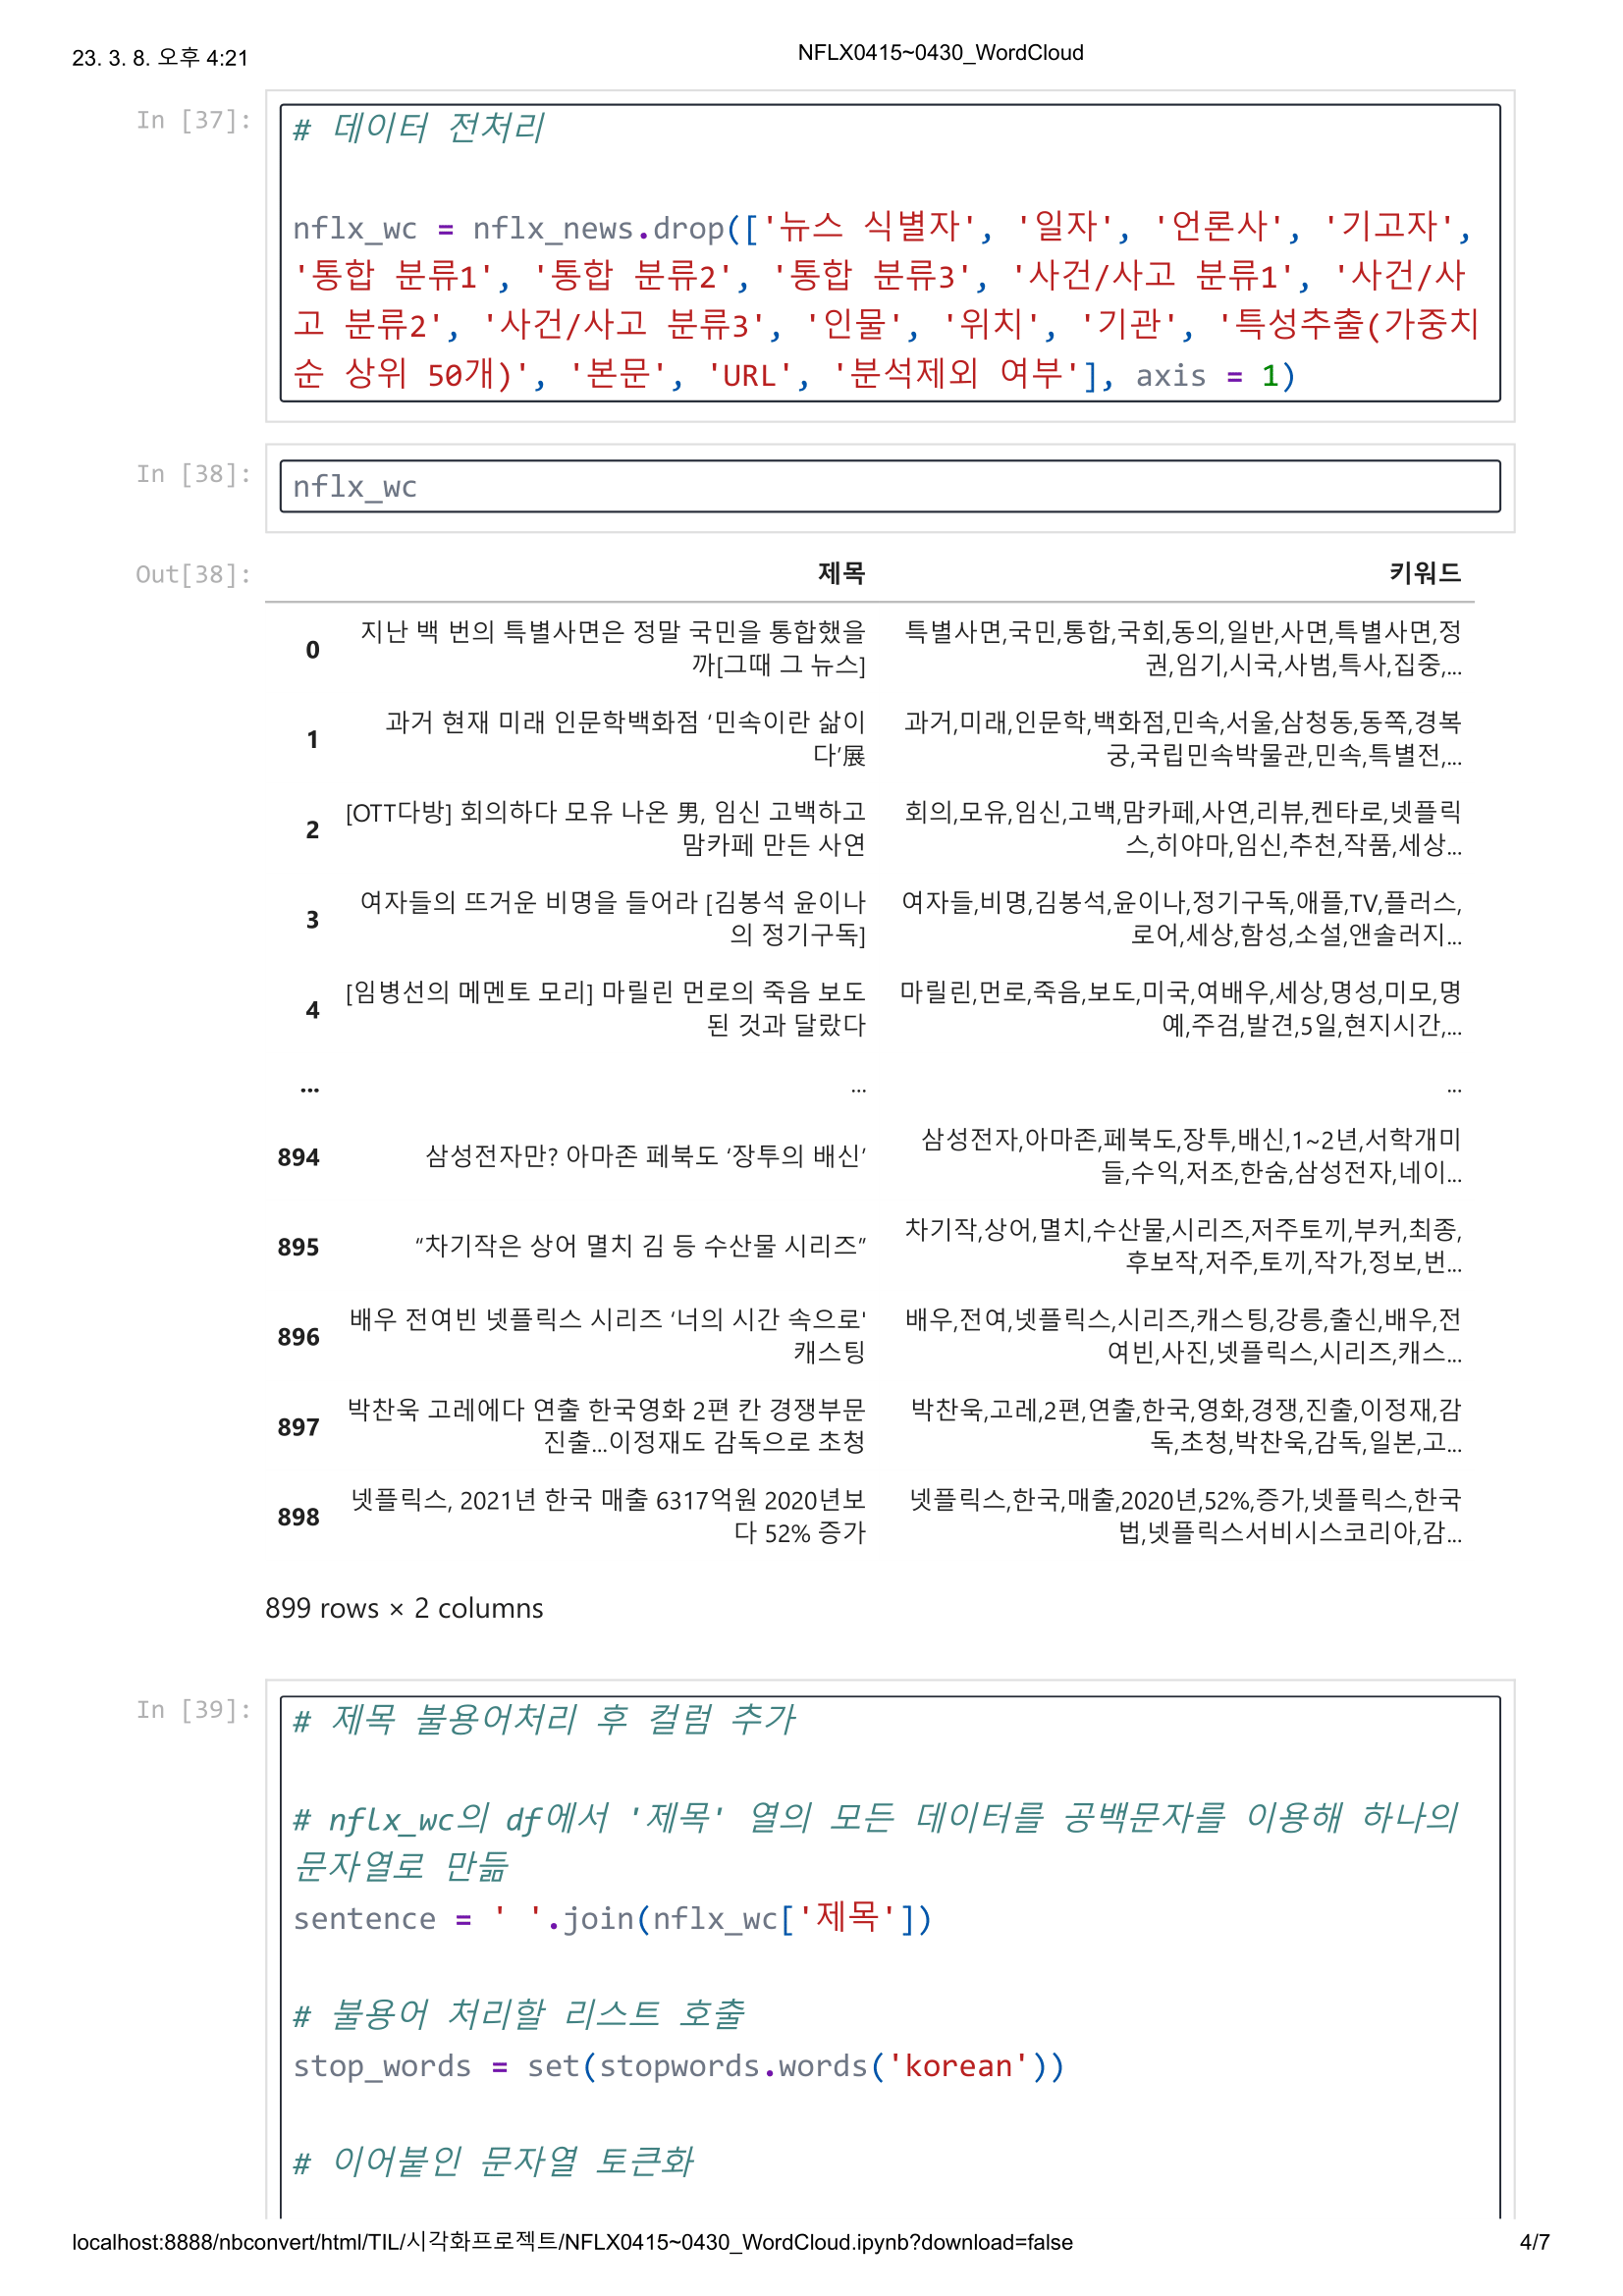 23. 3. 8. 오후 4:21
NFLX0415~0430_WordCloud
In [37]:
# 데이터 전처리
nflx_wc = nflx_news.drop(['뉴스 식별자', '일자', '언론사', '기고자',
'통합 분류1', '통합 분류2', '통합 분류3', '사건/사고 분류1', '사건/사
고 분류2', '사건/사고 분류3', '인물', '위치', '기관', '특성추출(가중치
순 상위 50개)', '본문', 'URL', '분석제외 여부'], axis = 1)
In [38]:
nflx_wc
Out[38]:
제목 키워드
0 지난 백 번의 특별사면은 정말 국민을 통합했을 특별사면,국민,통합,국회,동의,일반,사면,특별사면,정
까[그때 그 뉴스] 권,임기,시국,사범,특사,집중,...
1 과거 현재 미래 인문학백화점 ‘민속이란 삶이 과거,미래,인문학,백화점,민속,서울,삼청동,동쪽,경복
다’展 궁,국립민속박물관,민속,특별전,...
2 [OTT다방] 회의하다 모유 나온 男, 임신 고백하고 회의,모유,임신,고백,맘카페,사연,리뷰,켄타로,넷플릭
맘카페 만든 사연 스,히야마,임신,추천,작품,세상...
3 여자들의 뜨거운 비명을 들어라 [김봉석 윤이나 여자들,비명,김봉석,윤이나,정기구독,애플,TV,플러스,
의 정기구독] 로어,세상,함성,소설,앤솔러지...
4 [임병선의 메멘토 모리] 마릴린 먼로의 죽음 보도 마릴린,먼로,죽음,보도,미국,여배우,세상,명성,미모,명
된 것과 달랐다 예,주검,발견,5일,현지시간,...
... ... ...
894 삼성전자만? 아마존 페북도 ‘장투의 배신’ 삼성전자,아마존,페북도,장투,배신,1~2년,서학개미
들,수익,저조,한숨,삼성전자,네이...
895 “차기작은 상어 멸치 김 등 수산물 시리즈” 차기작,상어,멸치,수산물,시리즈,저주토끼,부커,최종,
후보작,저주,토끼,작가,정보,번...
896 배우 전여빈 넷플릭스 시리즈 ‘너의 시간 속으로' 배우,전여,넷플릭스,시리즈,캐스팅,강릉,출신,배우,전
캐스팅 여빈,사진,넷플릭스,시리즈,캐스...
897 박찬욱 고레에다 연출 한국영화 2편 칸 경쟁부문 박찬욱,고레,2편,연출,한국,영화,경쟁,진출,이정재,감
진출...이정재도 감독으로 초청 독,초청,박찬욱,감독,일본,고...
898 넷플릭스, 2021년 한국 매출 6317억원 2020년보 넷플릭스,한국,매출,2020년,52%,증가,넷플릭스,한국
다 52% 증가 법,넷플릭스서비시스코리아,감...
899 rows × 2 columns
In [39]:
# 제목 불용어처리 후 컬럼 추가
# nflx_wc의 df에서 '제목' 열의 모든 데이터를 공백문자를 이용해 하나의
문자열로 만듦
sentence = ' '.join(nflx_wc['제목'])
# 불용어 처리할 리스트 호출
stop_words = set(stopwords.words('korean'))
# 이어붙인 문자열 토큰화
localhost:8888/nbconvert/html/TIL/시각화프로젝트/NFLX0415~0430_WordCloud.ipynb?download=false
4/7